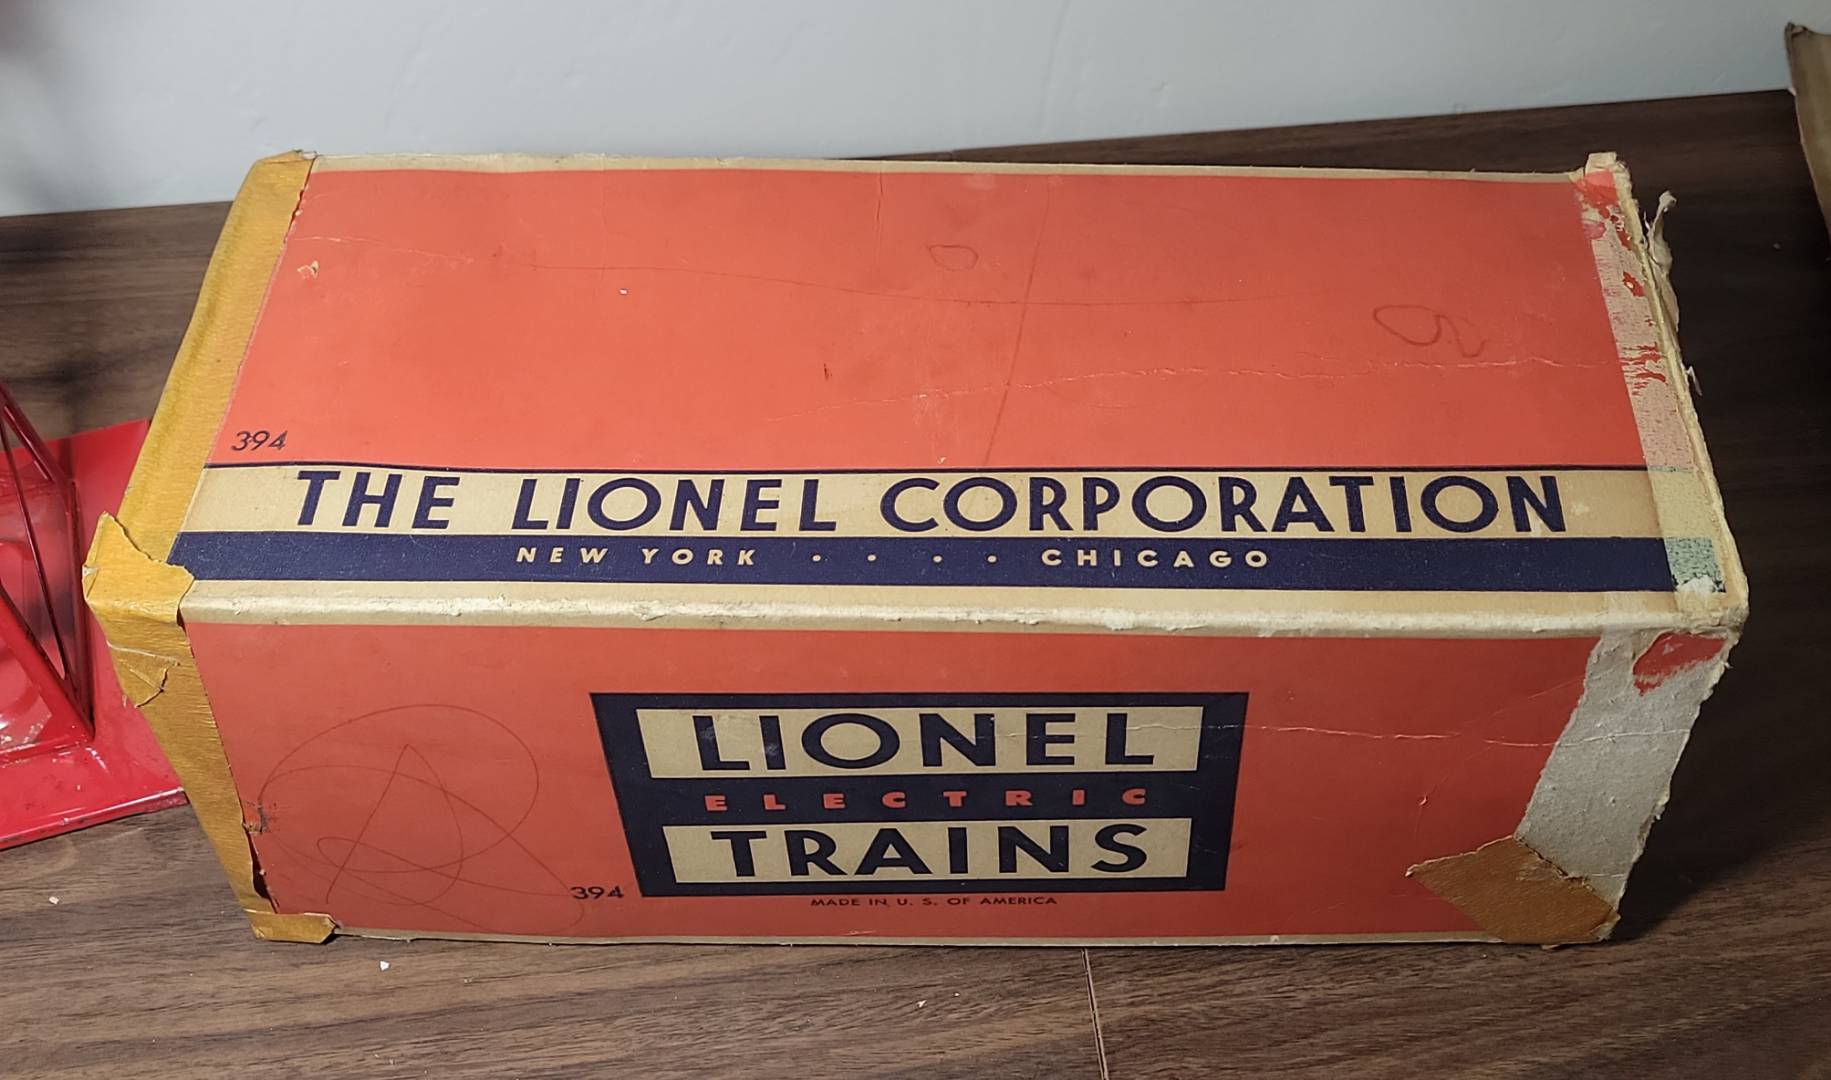 394
THE LIONEL CORPORATION
NEW YORK . . . . CHICAGO
LIONEL
ELECTRIC
TRAINS
394
MADE IN U. S. OF AMERICA